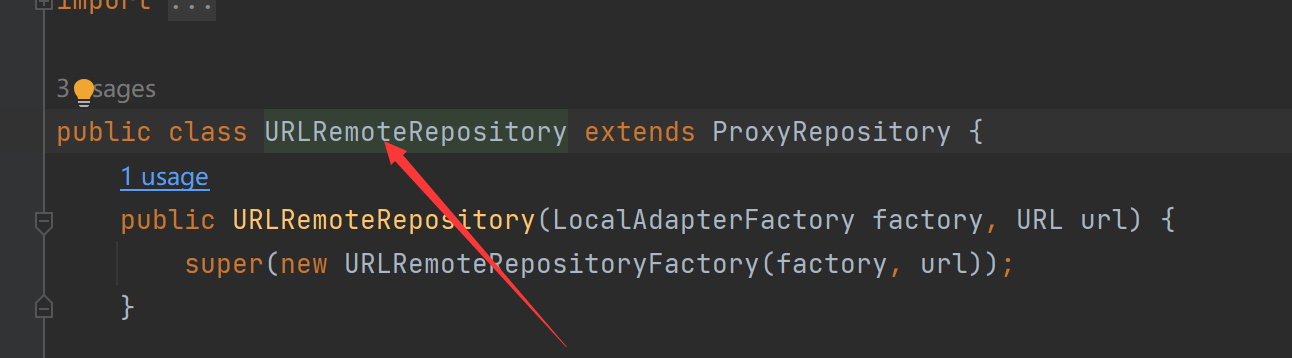 import ...
3 usages
public class URLRemoteRepository extends ProxyRepository {
1 usage
public URLRemoteRepository(LocalAdapterFactory factory, URL url) {
super(new URLRemoteRepositoryFactory(factory, url));
}